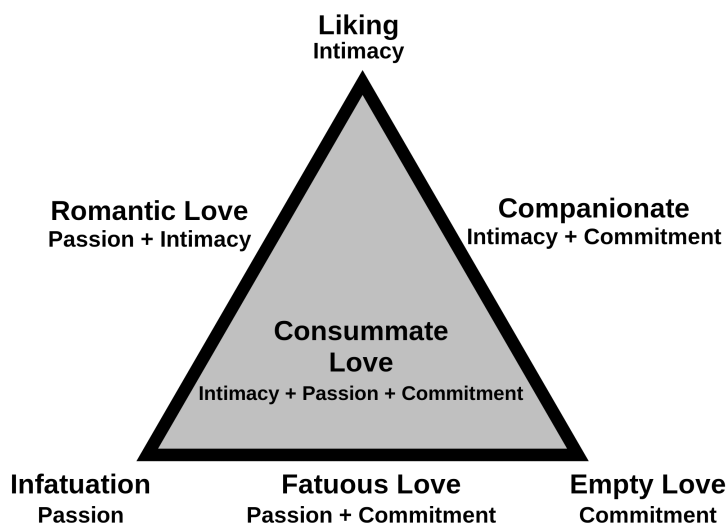 Liking
Intimacy
Romantic Love
Passion + Intimacy
Companionate
Intimacy + Commitment
Consummate
Love
Intimacy + Passion + Commitment
Infatuation
Passion
Fatuous Love
Passion + Commitment
Empty Love
Commitment